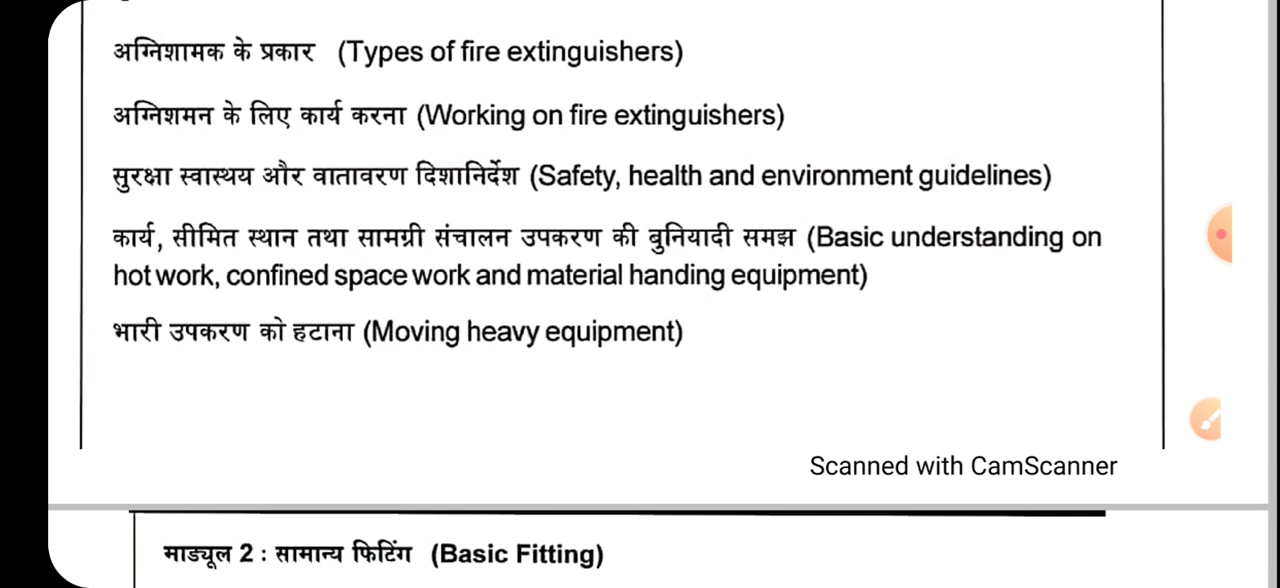 अग्निशामक के प्रकार (Types of fire extinguishers)
अग्निशमन के लिए कार्य करना (Working on fire extinguishers)
सुरक्षा स्वास्थय और वातावरण दिशानिर्देश (Safety, health and environment guidelines)
कार्य, सीमित स्थान तथा सामग्री संचालन उपकरण की बुनियादी समझ (Basic understanding on
hot work, confined space work and material handing equipment)
भारी उपकरण को हटाना (Moving heavy equipment)
Scanned with CamScanner
माड्यूल 2 : सामान्य फिटिंग (Basic Fitting)